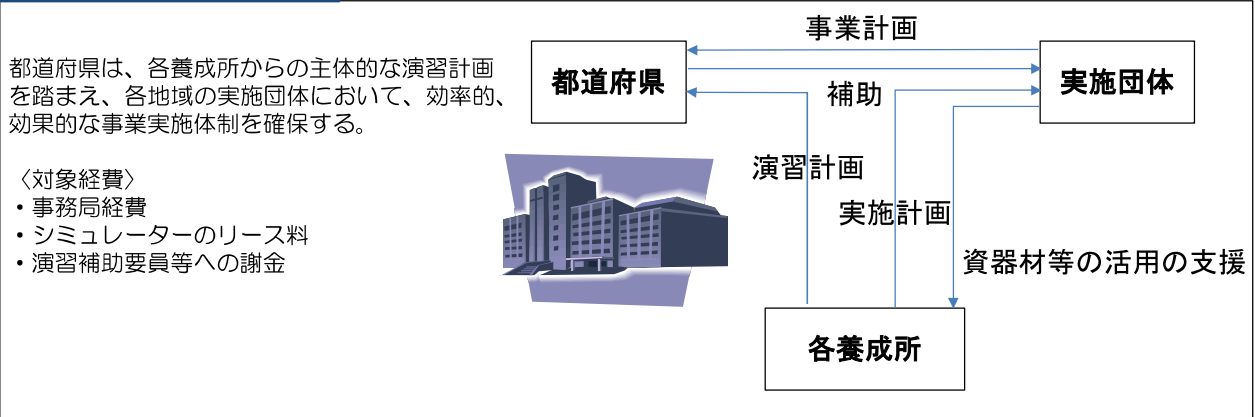 都道府県は、各養成所からの主体的な演習計画
を踏まえ、各地域の実施団体において、効率的、
効果的な事業実施体制を確保する。
〈対象経費〉
・事務局経費
・シミュレーターのリース料
・演習補助要員等への謝金
事業計画
都道府県
実施団体
補助
演習計画
実施計画
資器材等の活用の支援
各養成所